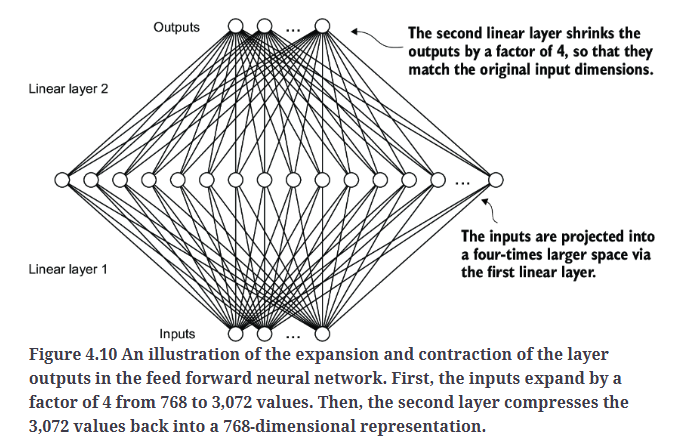 Outputs
...
The second linear layer shrinks the
outputs by a factor of 4, so that they
match the original input dimensions.
Linear layer 2
...
The inputs are projected into
a four-times larger space via
the first linear layer.
Linear layer 1
Inputs
...
Figure 4.10 An illustration of the expansion and contraction of the layer
outputs in the feed forward neural network. First, the inputs expand by a
factor of 4 from 768 to 3,072 values. Then, the second layer compresses the
3,072 values back into a 768-dimensional representation.